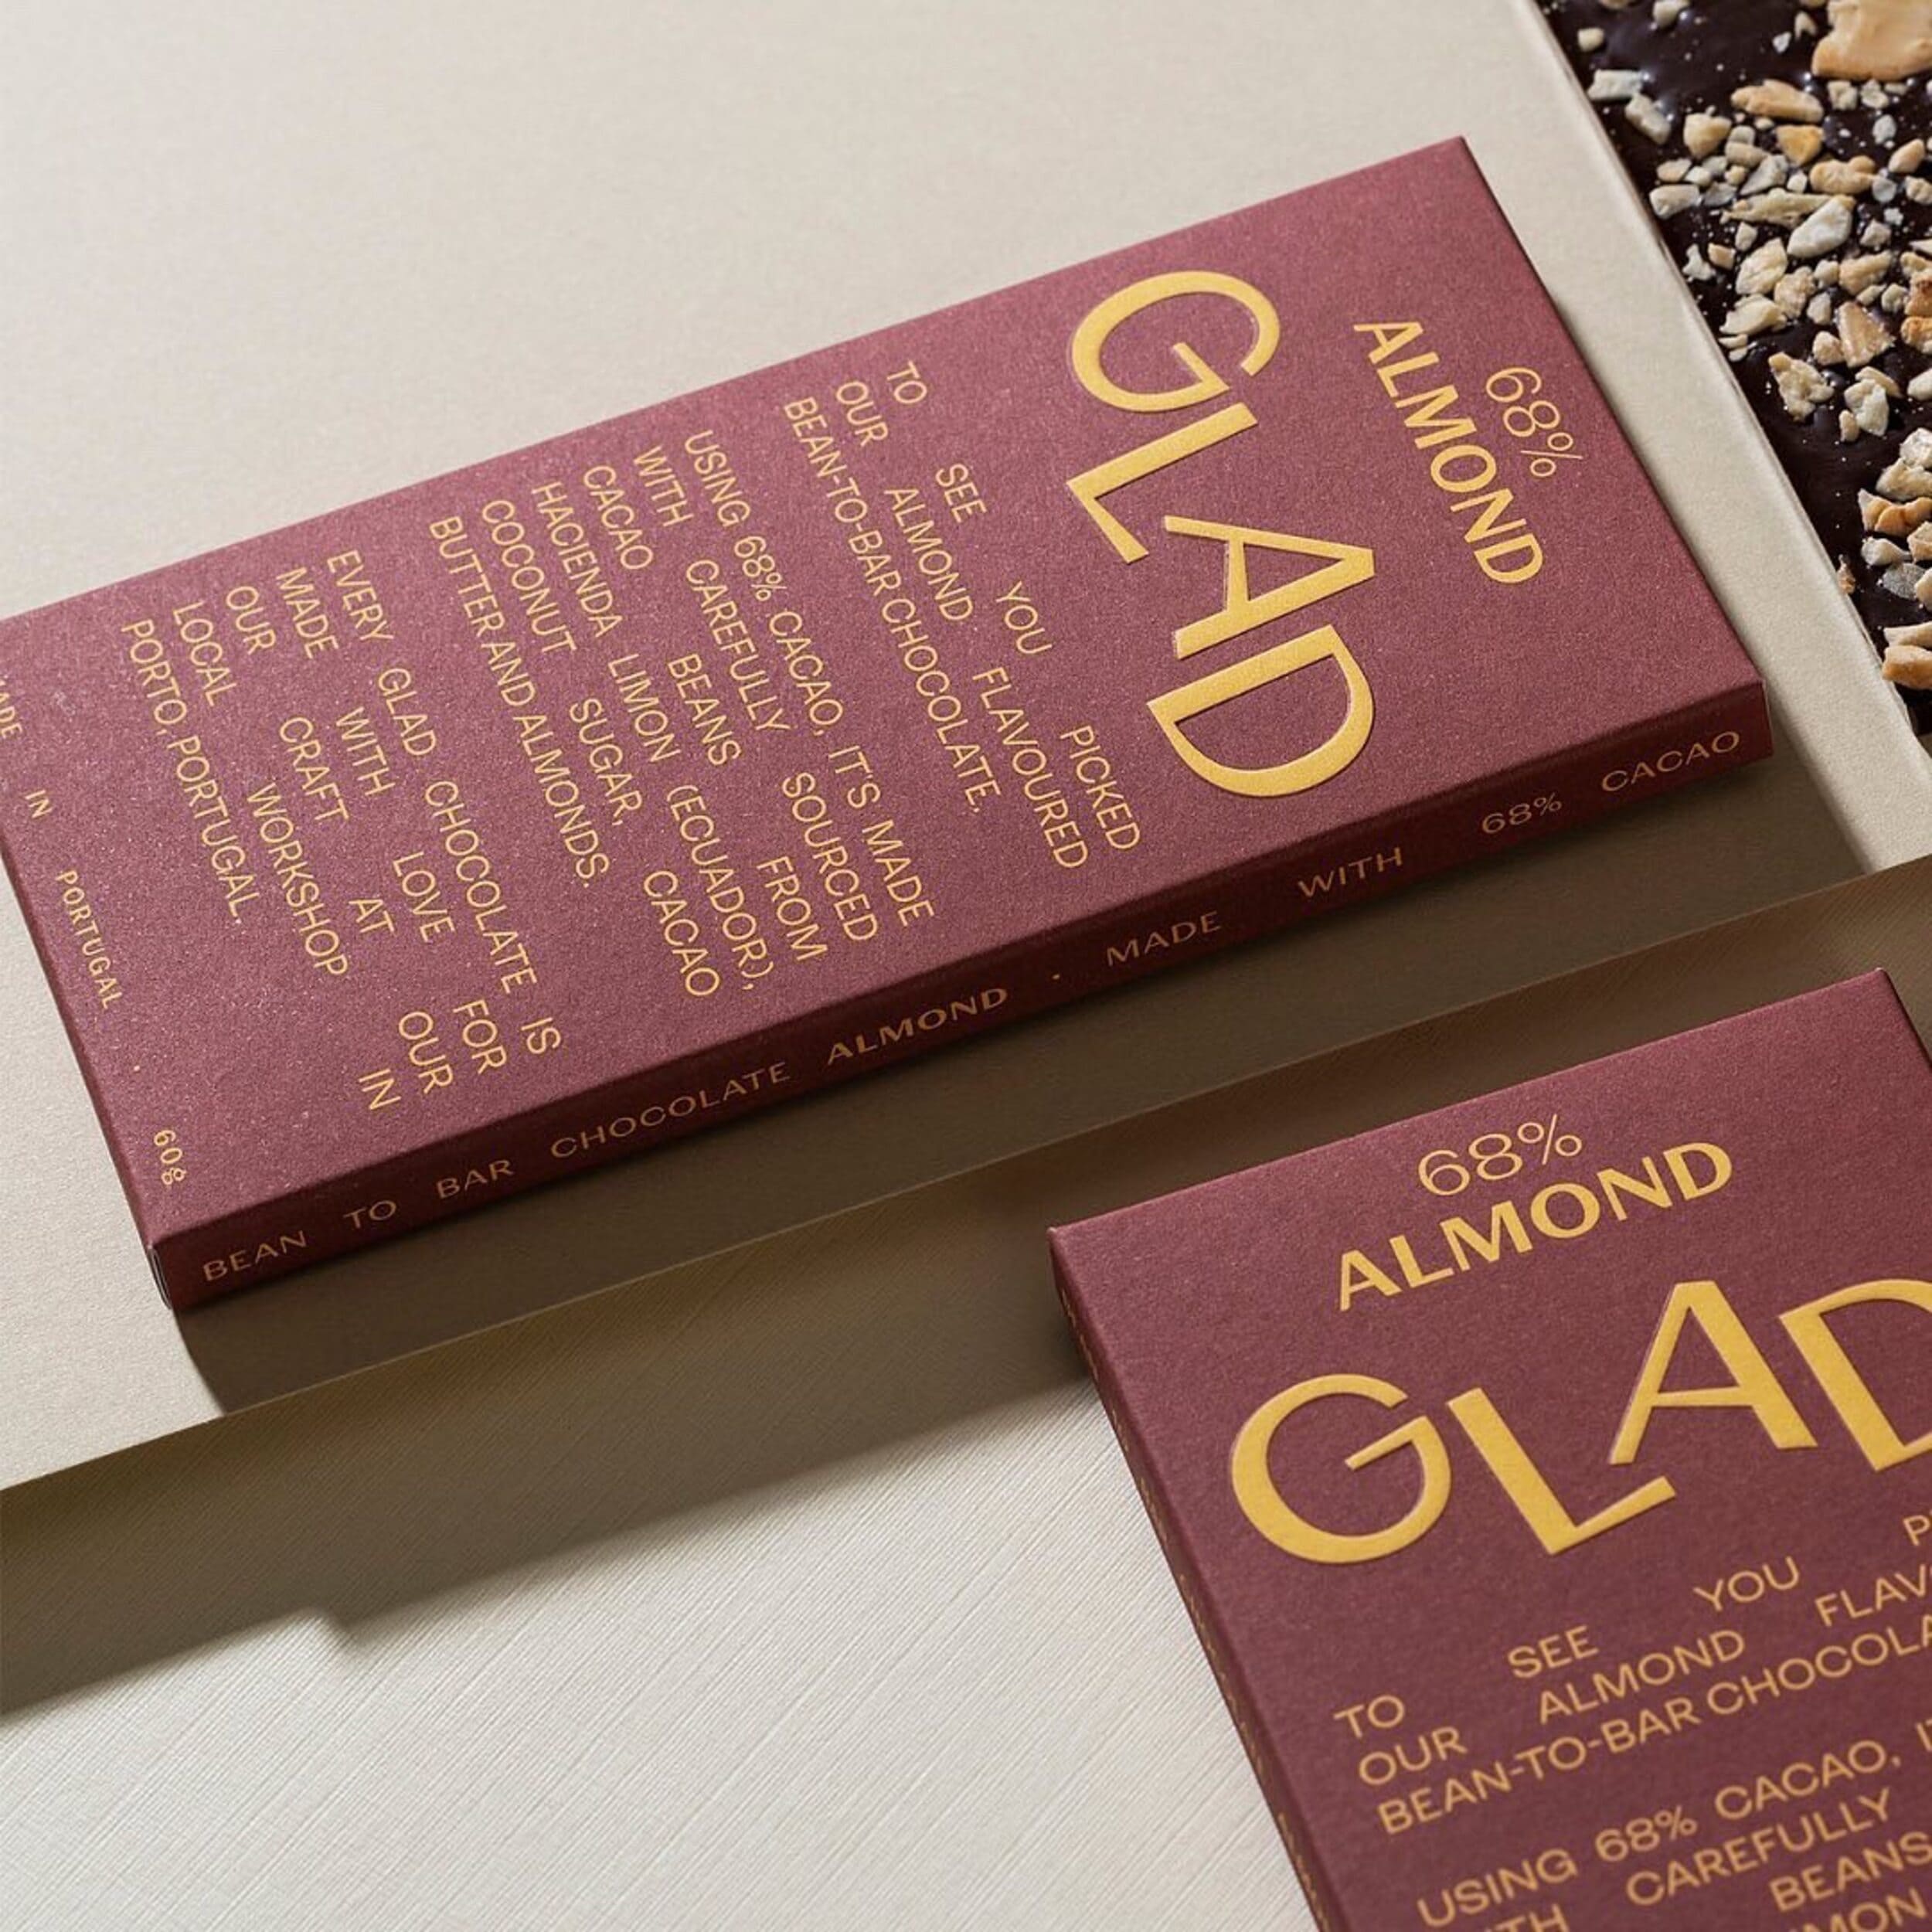 68%
ALMOND
GLAD
TO SEE YOU PICKED
OUR ALMOND FLAVOURED
BEAN-TO-BAR CHOCOLATE.
USING 68% CACAO, IT'S MADE
WITH CAREFULLY SOURCED
CACAO BEANS FROM
HACIENDA LIMON (ECUADOR),
COCONUT SUGAR, CACAO
BUTTER AND ALMONDS.
EVERY GLAD CHOCOLATE IS
MADE WITH LOVE FOR
OUR CRAFT AT OUR
LOCAL WORKSHOP IN
PORTO, PORTUGAL.
IN PORTUGAL 60g
BEAN TO BAR CHOCOLATE ALMOND · MADE WITH 68% CACAO
68%
ALMOND
GLAD
TO SEE YOU
OUR ALMOND
BEAN-TO-BAR
USING 68% CACAO,
CAREFULLY
BEANS